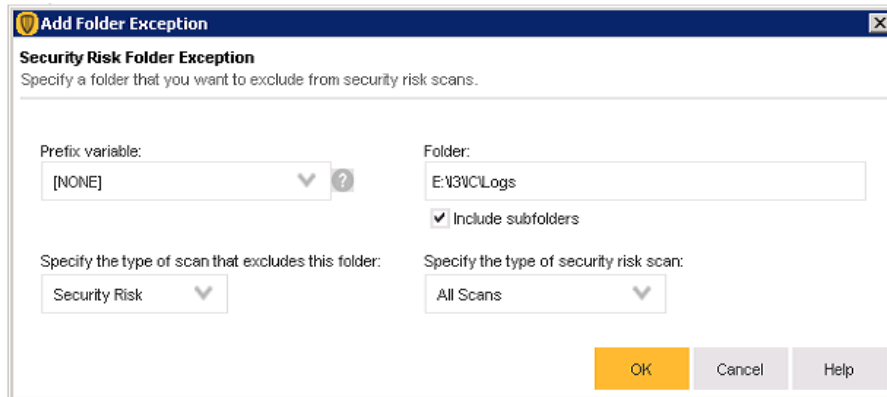 Add Folder Exception
Security Risk Folder Exception
Specify a folder that you want to exclude from security risk scans.
Prefix variable:
Folder:
[NONE]
?
E:\I3\IC\Logs
Include subfolders
Specify the type of scan that excludes this folder:
Specify the type of security risk scan:
Security Risk
All Scans
OK
Cancel
Help